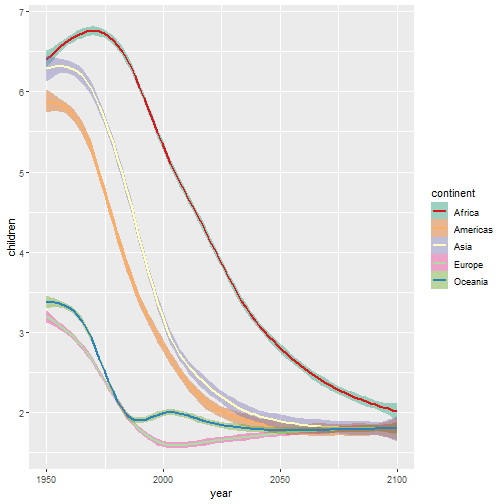 7
6
5
4
3
2
children
1950
2000
2050
2100
year
continent
Africa
Americas
Asia
Europe
Oceania